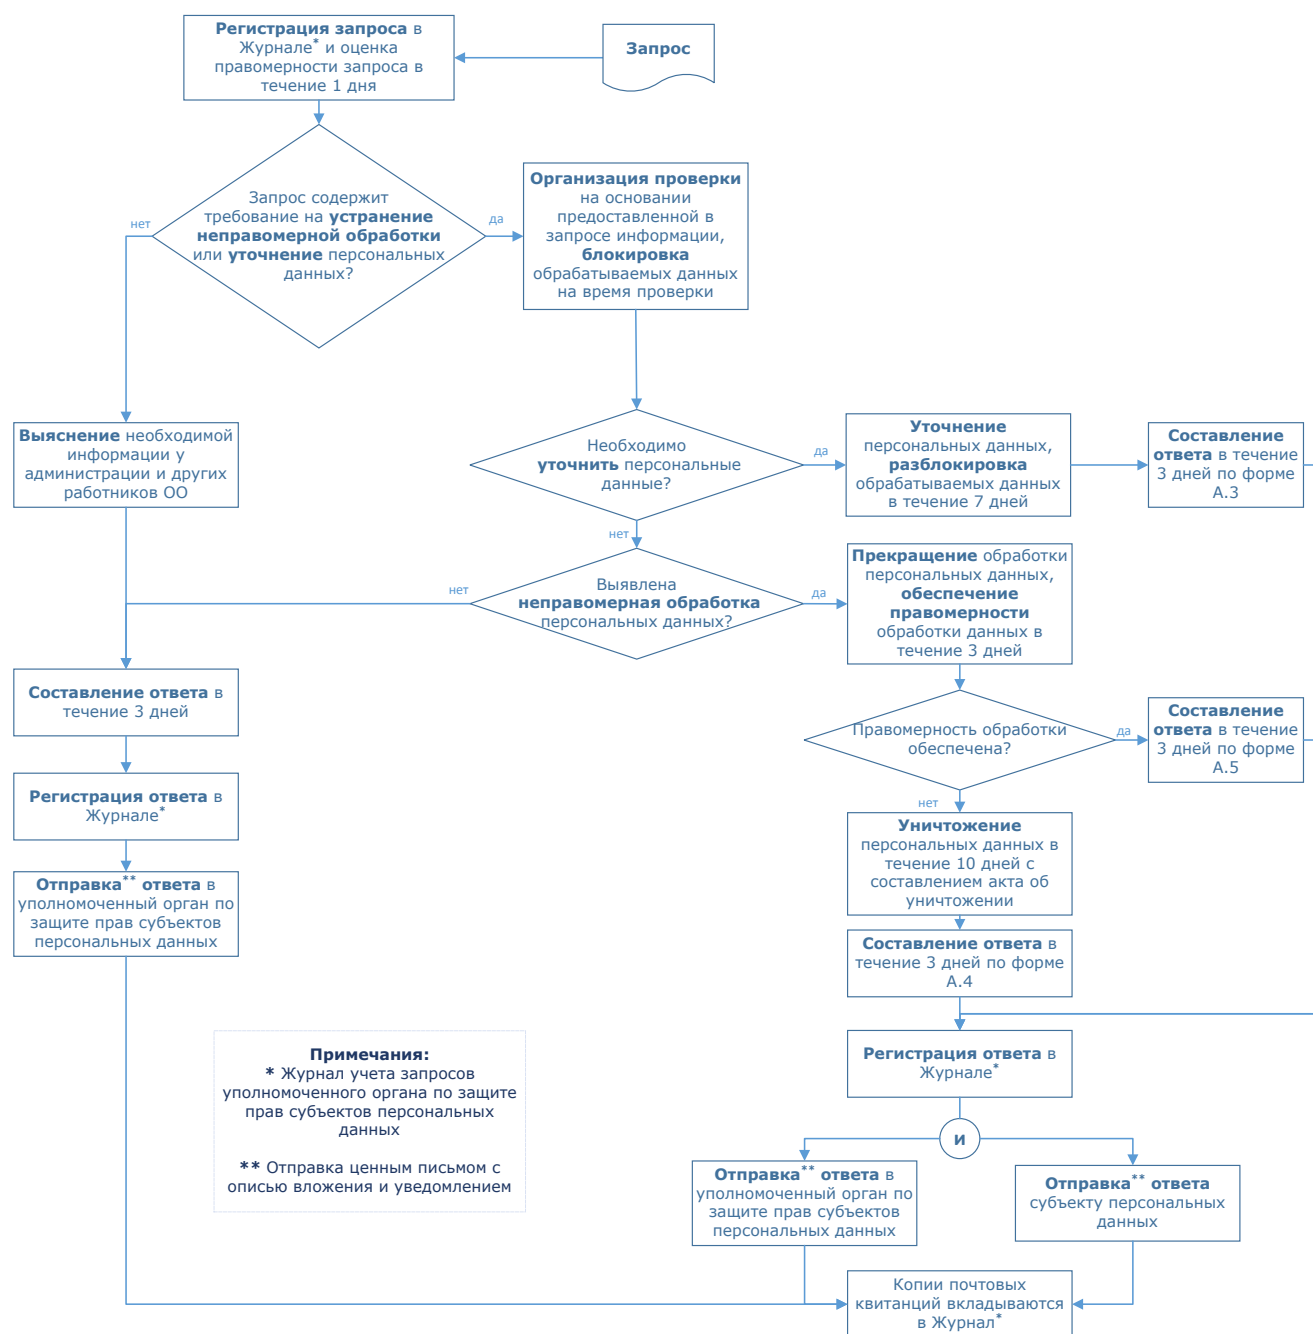 Регистрация запроса в
Журнале* и оценка
правомерности запроса в
течение 1 дня
Запрос
Запрос содержит
требование на устранение
неправомерной обработки
или уточнение персональных
данных?
нет
да
Организация проверки
на основании
предоставленной в
запросе информации,
блокировка
обрабатываемых данных
на время проверки
Выяснение необходимой
информации у
администрации и других
работников ОО
Необходимо
уточнить персональные
данные?
да
нет
Уточнение
персональных данных,
разблокировка
обрабатываемых данных
в течение 7 дней
Составление
ответа в течение
3 дней по форме
А.3
Выявлена
неправомерная обработка
персональных данных?
нет
да
Прекращение обработки
персональных данных,
обеспечение
правомерности
обработки данных в
течение 3 дней
Составление ответа в
течение 3 дней
Правомерность обработки
обеспечена?
да
нет
Составление
ответа в течение
3 дней по форме
А.5
Регистрация ответа в
Журнале*
Уничтожение
персональных данных в
течение 10 дней с
составлением акта об
уничтожении
Отправка** ответа в
уполномоченный орган по
защите прав субъектов
персональных данных
Составление ответа в
течение 3 дней по форме
А.4
Регистрация ответа в
Журнале*
Примечания:
* Журнал учета запросов
уполномоченного органа по защите
прав субъектов персональных
данных
** Отправка ценным письмом с
описью вложения и уведомлением
и
Отправка** ответа в
уполномоченный орган по
защите прав субъектов
персональных данных
Отправка** ответа
субъекту персональных
данных
Копии почтовых
квитанций вкладываются
в Журнал*